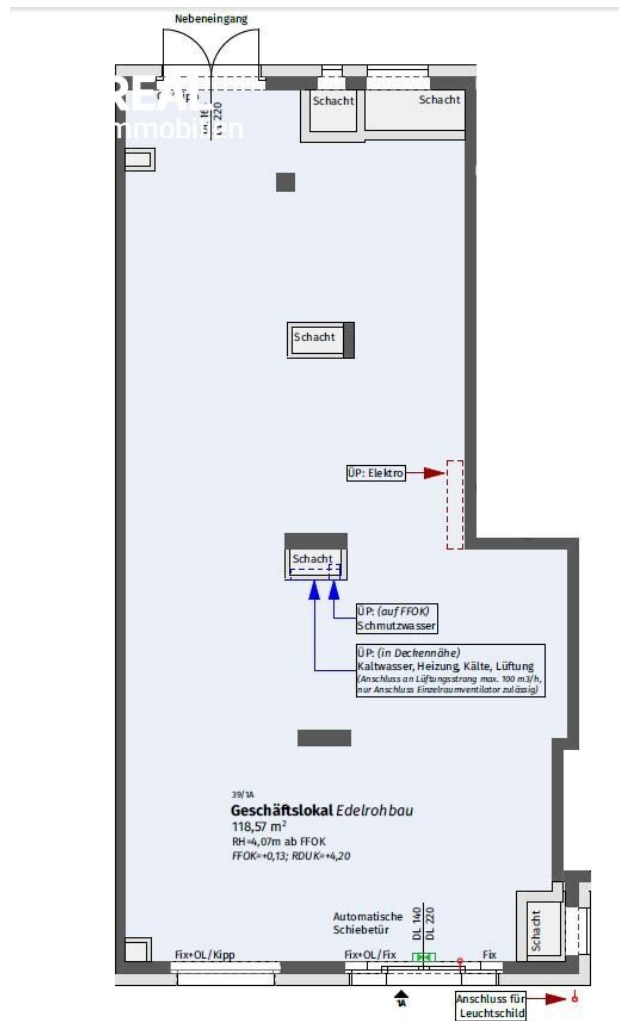 Nebeneingang
REAL
mmobilien
220
Schacht
Schacht
Schacht
ÜP: Elektro
Schacht
ÜP: (auf FFOK)
Schmutzwasser
ÜP: (in Deckennähe)
Kaltwasser, Heizung, Kälte, Lüftung
(Anschluss an Lüftungsstrang max. 100 m3/h,
nur Anschluss Einzelraumventilator zulässig)
39/1A
Geschäftslokal Edelrohbau
118,57 m²
RH=4,07m ab FFOK
FFOK=+0,13; RDUK=+4,20
Automatische
Schiebetür
DL 140
DL 220
Schacht
Fix+OL/Kipp
Fix+OL/Fix
Fix
1A
Anschluss für
Leuchtschild